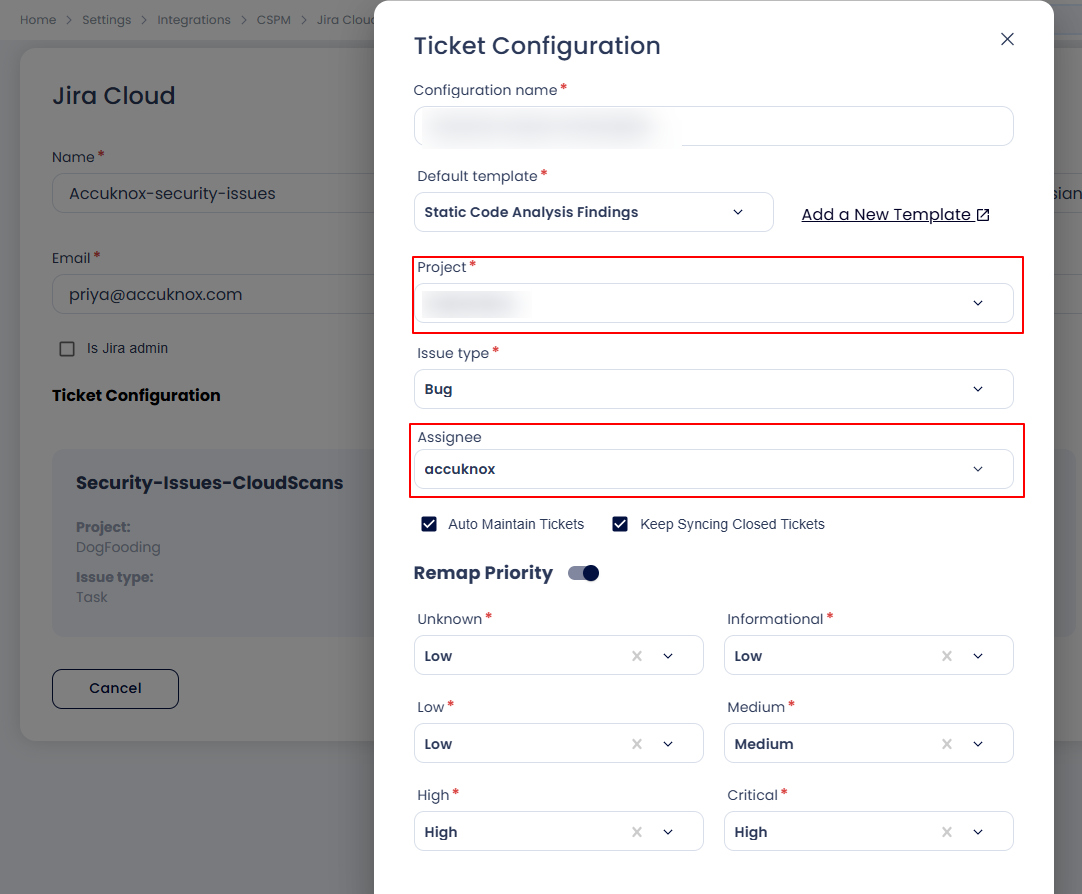 Home > Settings > Integrations > CSPM > Jira Cloud
Jira Cloud
Name*
Accuknox-security-issues
Email*
priya@accuknox.com
Is Jira admin
Ticket Configuration
Security-Issues-CloudScans
Project:
DogFooding
Issue type:
Task
Cancel
Ticket Configuration
Configuration name*
Default template*
Static Code Analysis Findings
Add a New Template
Project*
Issue type*
Bug
Assignee
accuknox
Auto Maintain Tickets Keep Syncing Closed Tickets
Remap Priority
Unknown* Informational*
Low Low
Low* Medium*
Low Medium
High* Critical*
High High